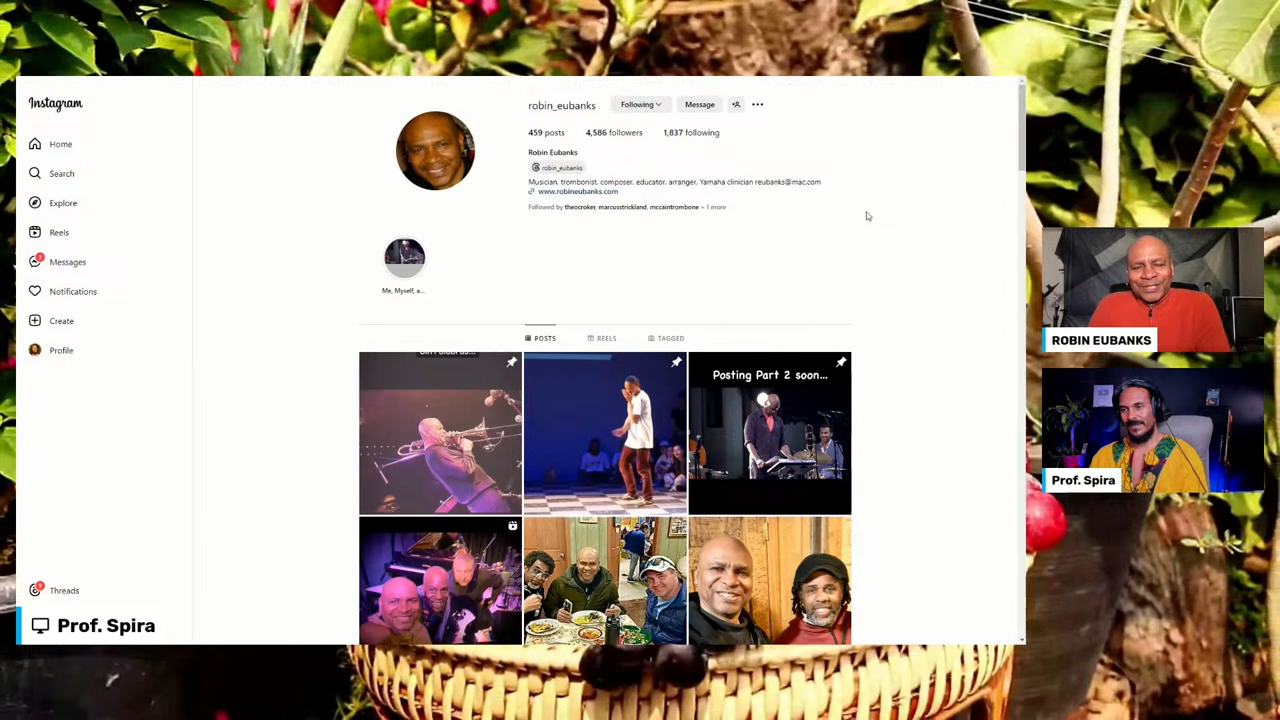 Instagram
Home
Search
Explore
Reels
Messages
Notifications
Create
Profile
Threads
robin_eubanks Following Message
459 posts 4,586 followers 1,837 following
Robin Eubanks
robin_eubanks
Musician, trombonist, composer, educator, arranger, Yamaha clinician reubanks@mac.com
www.robineubanks.com
Followed by theocroker, marcusstrickland, mccaintrombone + 1 more
Me, Myself, a...
POSTS REELS TAGGED
Posting Part 2 soon...
ROBIN EUBANKS
Prof. Spira
Prof. Spira